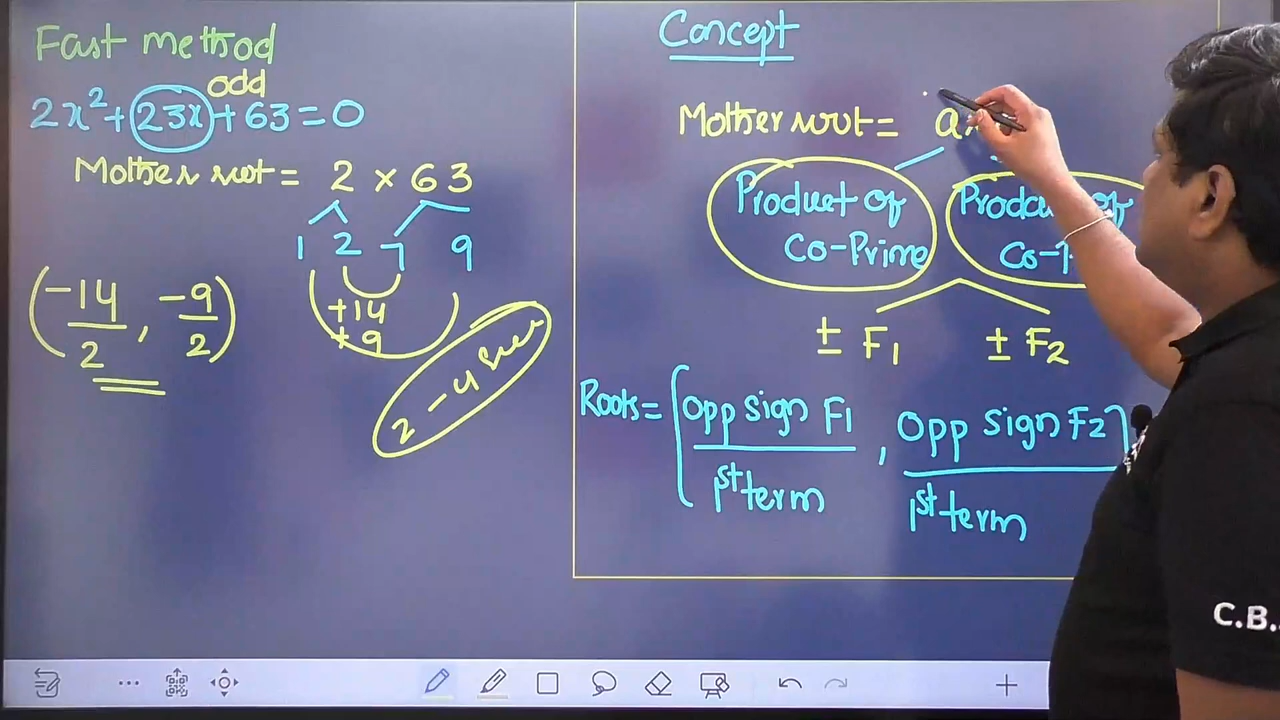 Fast method
odd
2x²+23x+63=0
Mother root = 2 × 63
1 2 7 9
+14
+9
(-14/2, -9/2)
2-4 sec
Concept
Mother root = a
Product of
Co-Prime
Product of
± F1
± F2
Roots = [Opp sign F1 / 1st term , Opp sign F2 / 1st term]
C.B.